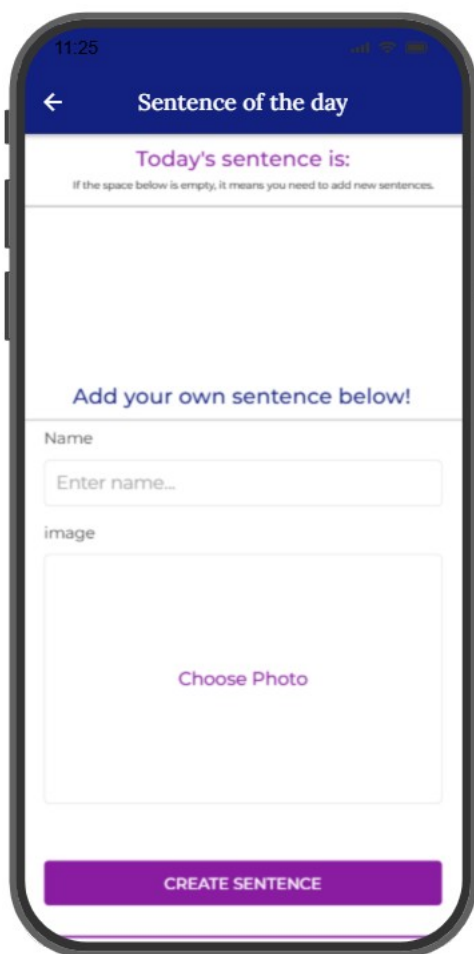 11:25
Sentence of the day
Today's sentence is:
If the space below is empty, it means you need to add new sentences.
Add your own sentence below!
Name
Enter name...
image
Choose Photo
CREATE SENTENCE